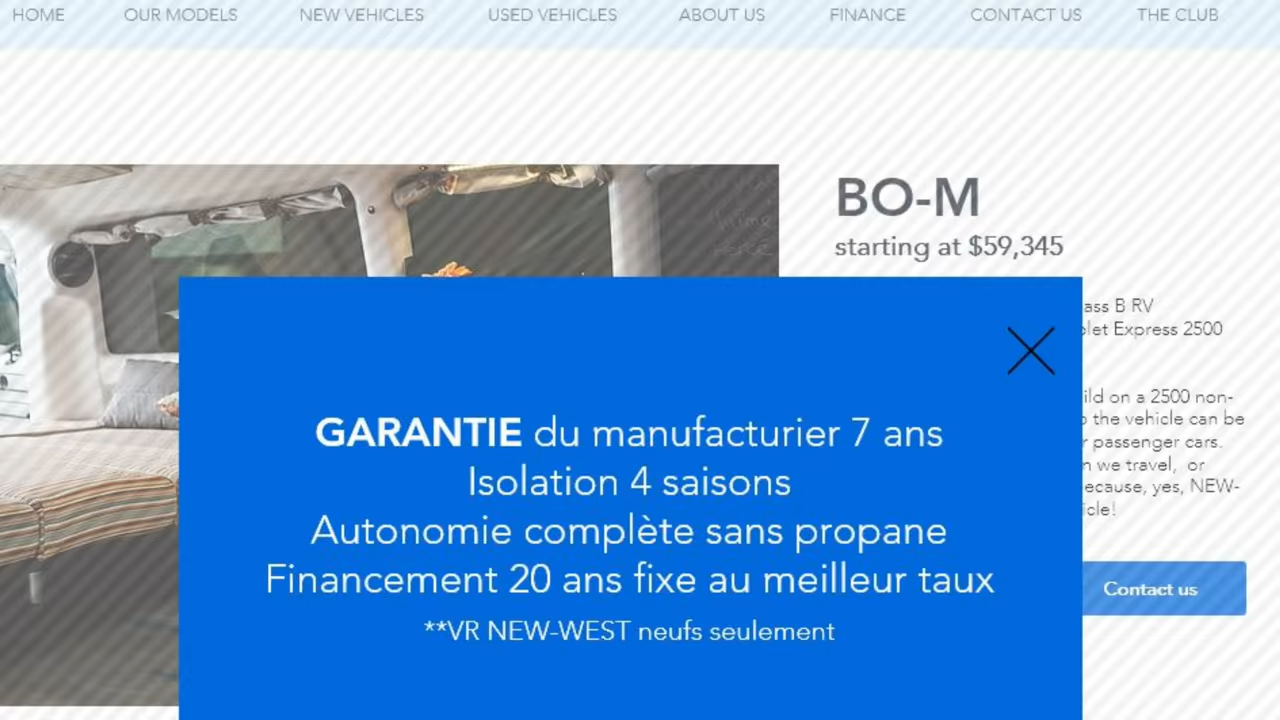 HOME OUR MODELS NEW VEHICLES USED VEHICLES ABOUT US FINANCE CONTACT US THE CLUB
BO-M
starting at $59,345
ass B RV
olet Express 2500
ild on a 2500 non-
the vehicle can be
passenger cars.
we travel, or
ecause, yes, NEW-
icle!
Contact us
GARANTIE du manufacturier 7 ans
Isolation 4 saisons
Autonomie complète sans propane
Financement 20 ans fixe au meilleur taux
**VR NEW-WEST neufs seulement